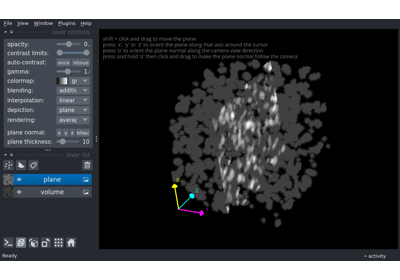 File View Window Plugins Help
layer controls
opacity: 0.
contrast limits:
auto-contrast: once
gamma: 1.
colormap: gr
blending: additi
interpolation: linear
depiction: plane
rendering: averag
plane normal: x y z
plane thickness: 10
layer list
plane
volume
Ready
activity
shift + click and drag to move the plane
press 'x', 'y' or 'z' to orient the plane along that axis around the cursor
press 'o' to orient the plane normal along the camera view direction
press and hold 'o' then click and drag to make the plane normal follow the camera